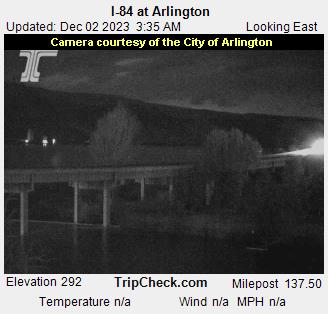 I-84 at Arlington
Updated: Dec 02 2023 3:35 AM Looking East
Camera courtesy of the City of Arlington
Elevation 292 TripCheck.com Milepost 137.50
Temperature n/a Wind n/a MPH n/a